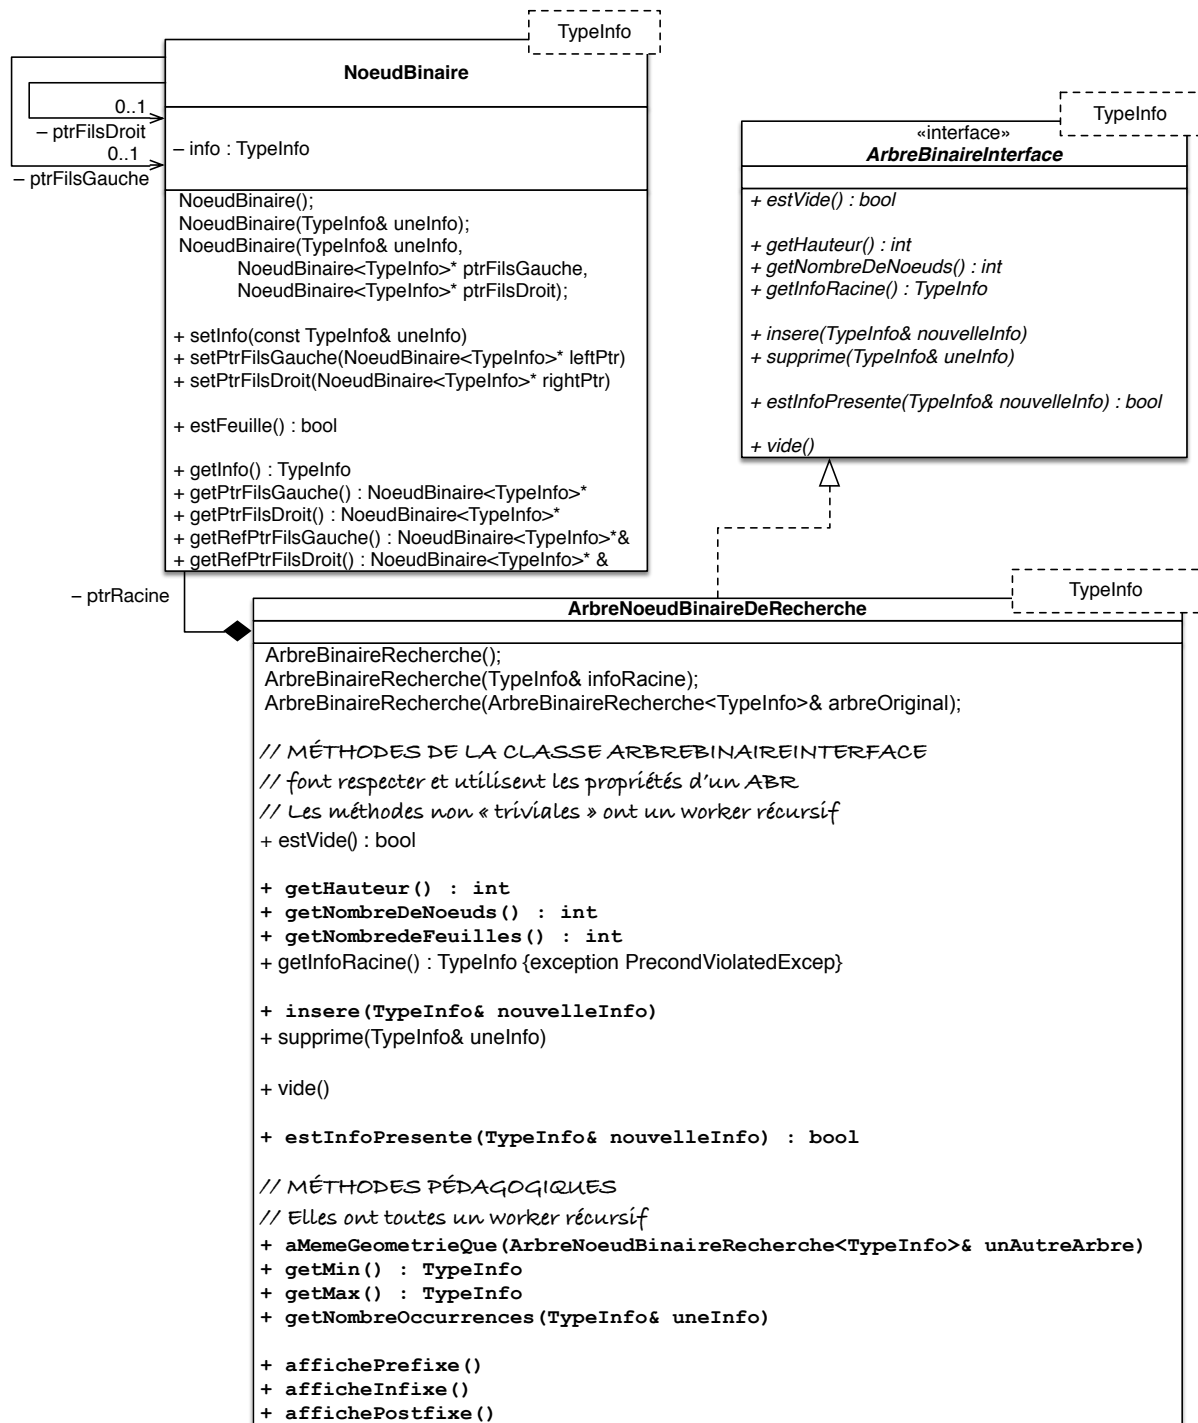 TypeInfo
NoeudBinaire
0..1
– ptrFilsDroit
0..1
– ptrFilsGauche
– info : TypeInfo
NoeudBinaire();
NoeudBinaire(TypeInfo& uneInfo);
NoeudBinaire(TypeInfo& uneInfo,
NoeudBinaire<TypeInfo>* ptrFilsGauche,
NoeudBinaire<TypeInfo>* ptrFilsDroit);
+ setInfo(const TypeInfo& uneInfo)
+ setPtrFilsGauche(NoeudBinaire<TypeInfo>* leftPtr)
+ setPtrFilsDroit(NoeudBinaire<TypeInfo>* rightPtr)
+ estFeuille() : bool
+ getInfo() : TypeInfo
+ getPtrFilsGauche() : NoeudBinaire<TypeInfo>*
+ getPtrFilsDroit() : NoeudBinaire<TypeInfo>*
+ getRefPtrFilsGauche() : NoeudBinaire<TypeInfo>*&
+ getRefPtrFilsDroit() : NoeudBinaire<TypeInfo>* &
TypeInfo
«interface»
ArbreBinaireInterface
+ estVide() : bool
+ getHauteur() : int
+ getNombreDeNoeuds() : int
+ getInfoRacine() : TypeInfo
+ insere(TypeInfo& nouvelleInfo)
+ supprime(TypeInfo& uneInfo)
+ estInfoPresente(TypeInfo& nouvelleInfo) : bool
+ vide()
– ptrRacine
TypeInfo
ArbreNoeudBinaireDeRecherche
ArbreBinaireRecherche();
ArbreBinaireRecherche(TypeInfo& infoRacine);
ArbreBinaireRecherche(ArbreBinaireRecherche<TypeInfo>& arbreOriginal);
// MÉTHODES DE LA CLASSE ARBREBINAIREINTERFACE
// font respecter et utilisent les propriétés d'un ABR
// Les méthodes non « triviales » ont un worker récursif
+ estVide() : bool
+ getHauteur() : int
+ getNombreDeNoeuds() : int
+ getNombredeFeuilles() : int
+ getInfoRacine() : TypeInfo {exception PrecondViolatedExcep}
+ insere(TypeInfo& nouvelleInfo)
+ supprime(TypeInfo& uneInfo)
+ vide()
+ estInfoPresente(TypeInfo& nouvelleInfo) : bool
// MÉTHODES PÉDAGOGIQUES
// Elles ont toutes un worker récursif
+ aMemeGeometrieQue(ArbreNoeudBinaireRecherche<TypeInfo>& unAutreArbre)
+ getMin() : TypeInfo
+ getMax() : TypeInfo
+ getNombreOccurrences(TypeInfo& uneInfo)
+ affichePrefixe()
+ afficheInfixe()
+ affichePostfixe()